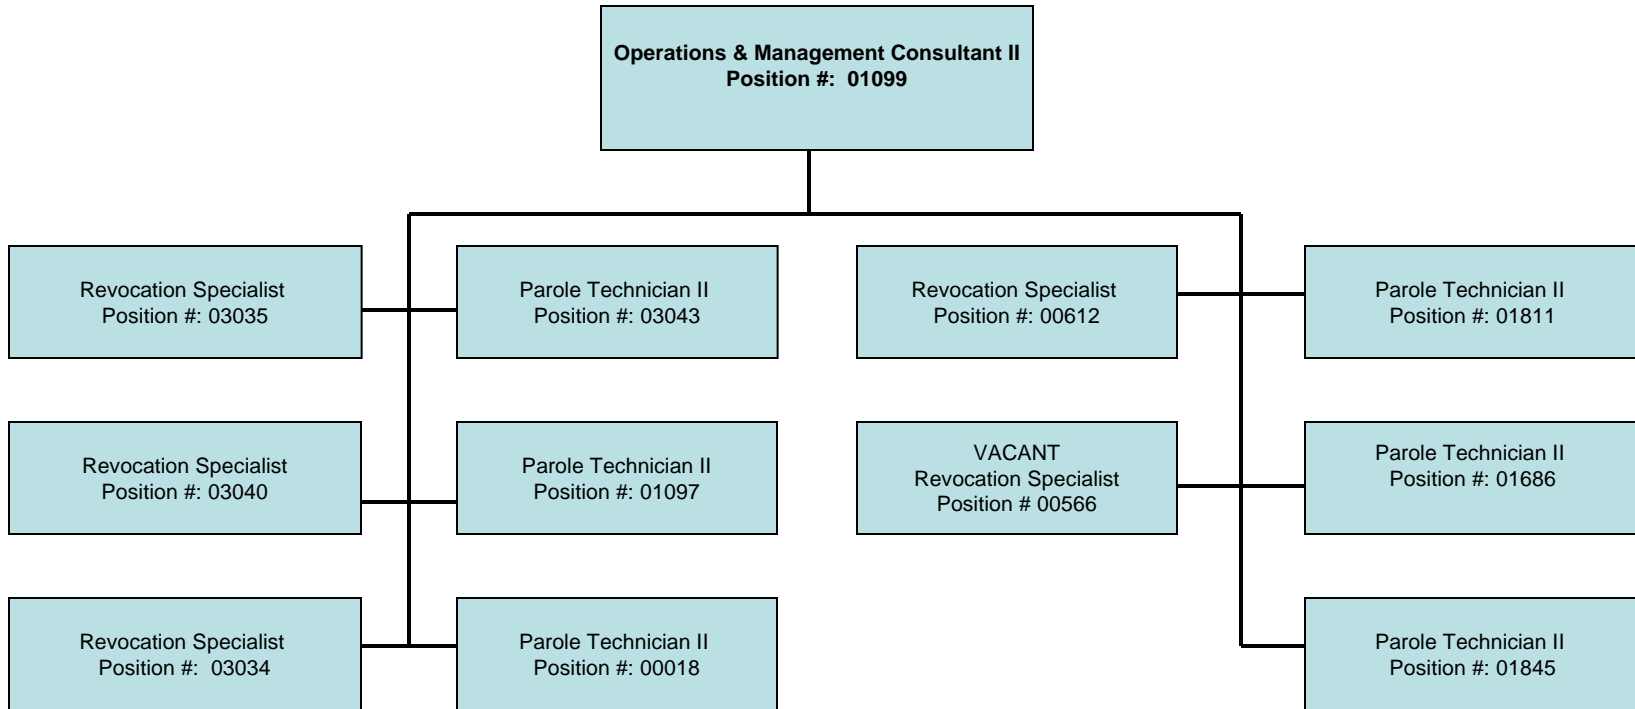 Operations & Management Consultant II
Position #:  01099
Revocation Specialist
Position #: 03035
Parole Technician II
Position #: 03043
Revocation Specialist
Position #: 00612
Parole Technician II
Position #: 01811
Revocation Specialist
Position #: 03040
Parole Technician II
Position #: 01097
VACANT
Revocation Specialist
Position # 00566
Parole Technician II
Position #: 01686
Revocation Specialist
Position #:  03034
Parole Technician II
Position #: 00018
Parole Technician II
Position #: 01845